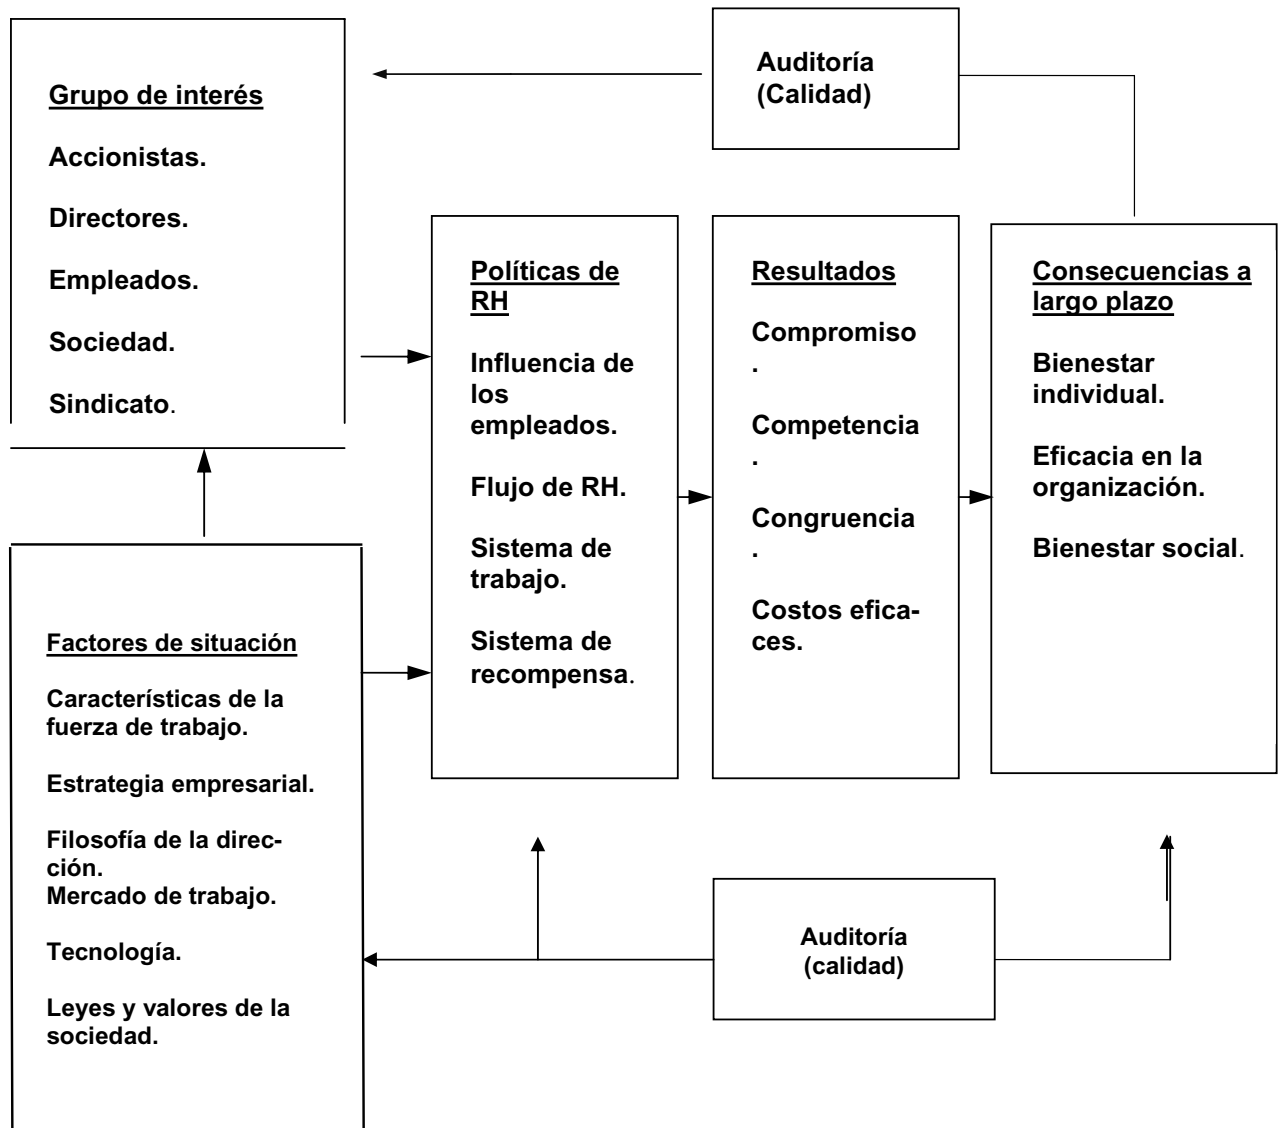 Grupo de interés
Accionistas.
Directores.
Empleados.
Sociedad.
Sindicato.
Auditoría
(Calidad)
Políticas de
RH
Influencia de
los
empleados.
Flujo de RH.
Sistema de
trabajo.
Sistema de
recompensa.
Resultados
Compromiso
.
Competencia
.
Congruencia
.
Costos efica-
ces.
Consecuencias a
largo plazo
Bienestar
individual.
Eficacia en la
organización.
Bienestar social.
Factores de situación
Características de la
fuerza de trabajo.
Estrategia empresarial.
Filosofía de la direc-
ción.
Mercado de trabajo.
Tecnología.
Leyes y valores de la
sociedad.
Auditoría
(calidad)